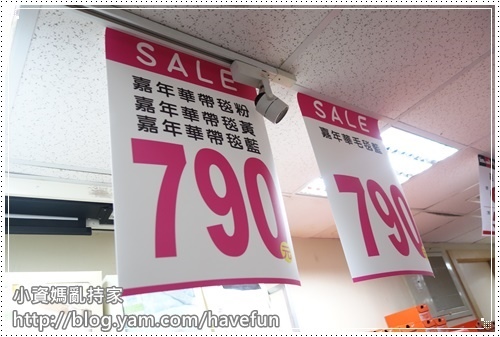 SALE
嘉年華帶毯粉
嘉年華帶毯黃
嘉年華帶毯藍
790
元
SALE
嘉年華毛毯藍
790
小資媽亂持家
http://blog.yam.com/havefun